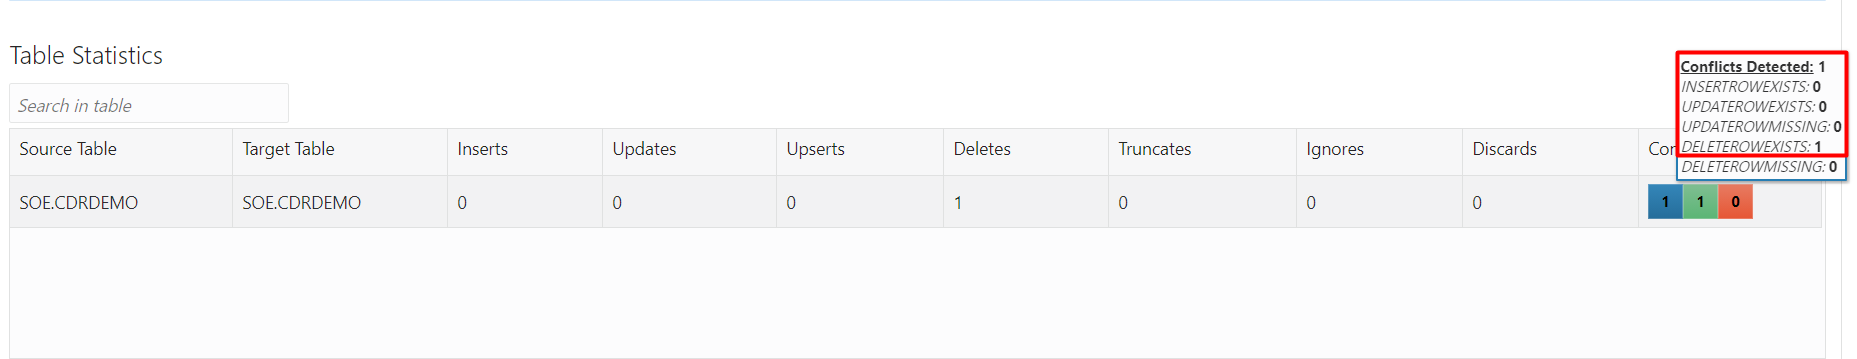 Table Statistics
Search in table
Conflicts Detected: 1
INSERTROWEXISTS: 0
UPDATEROWEXISTS: 0
UPDATEROWMISSING: 0
DELETEROWEXISTS: 1
DELETEROWMISSING: 0
Source Table Target Table Inserts Updates Upserts Deletes Truncates Ignores Discards Con
SOE.CDRDEMO SOE.CDRDEMO 0 0 0 1 0 0 0 1 1 0